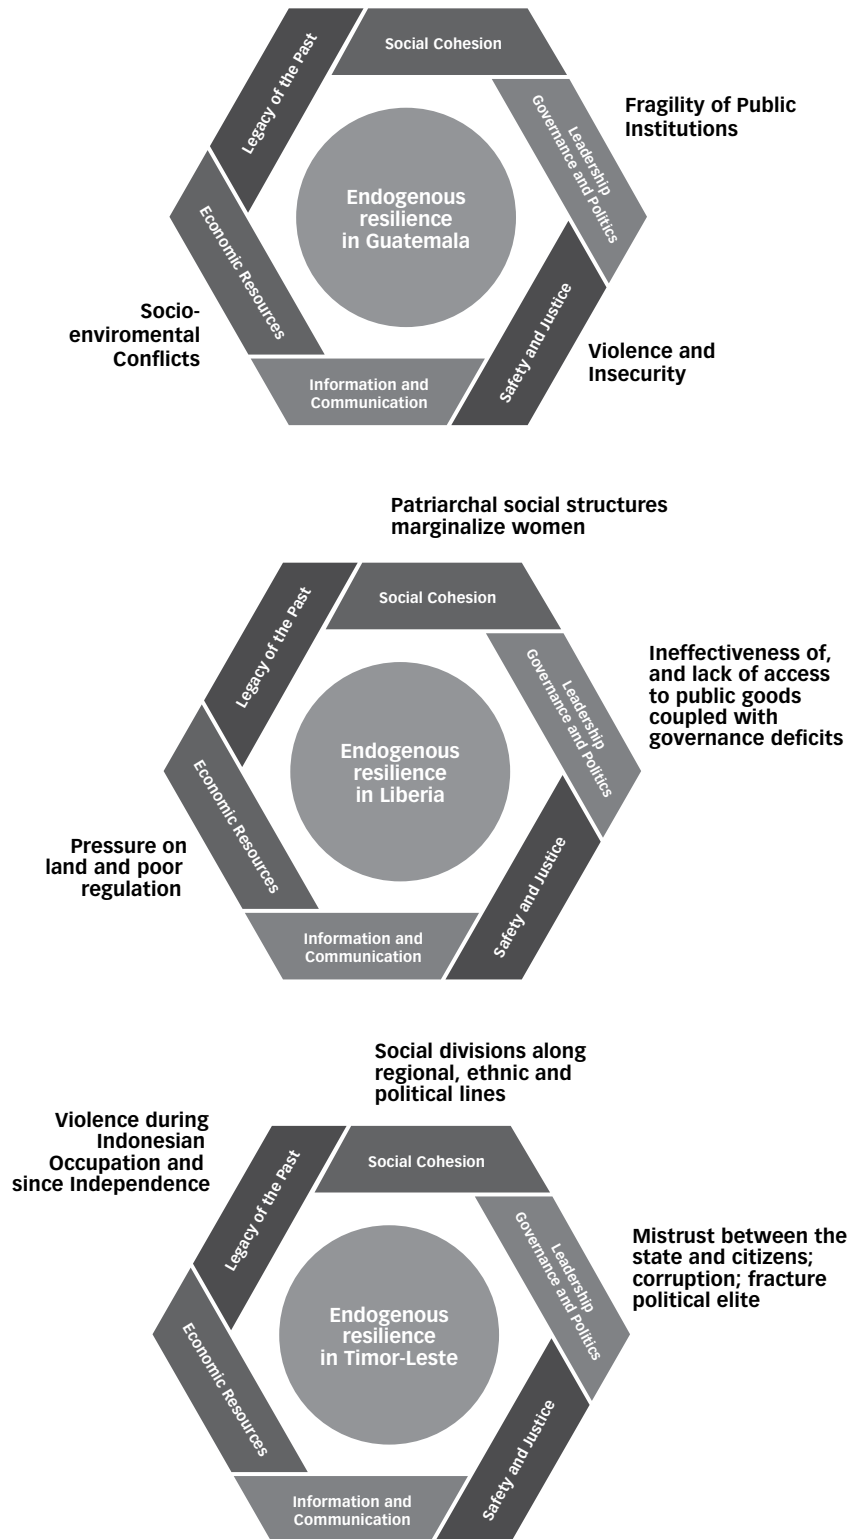 Social Cohesion
Legacy of the Past
Leadership
Governance and Politics
Fragility of Public
Institutions
Endogenous
resilience
in Guatemala
Economic Resources
Socio-
enviromental
Conflicts
Safety and Justice
Violence and
Insecurity
Information and
Communication
Patriarchal social structures
marginalize women
Social Cohesion
Legacy of the Past
Leadership
Governance and Politics
Ineffectiveness of,
and lack of access
to public goods
coupled with
governance deficits
Endogenous
resilience
in Liberia
Economic Resources
Pressure on
land and poor
regulation
Safety and Justice
Information and
Communication
Social divisions along
regional, ethnic and
political lines
Violence during
Indonesian
Occupation and
since Independence
Social Cohesion
Legacy of the Past
Leadership
Governance and Politics
Mistrust between the
state and citizens;
corruption; fracture
political elite
Endogenous
resilience
in Timor-Leste
Economic Resources
Safety and Justice
Information and
Communication